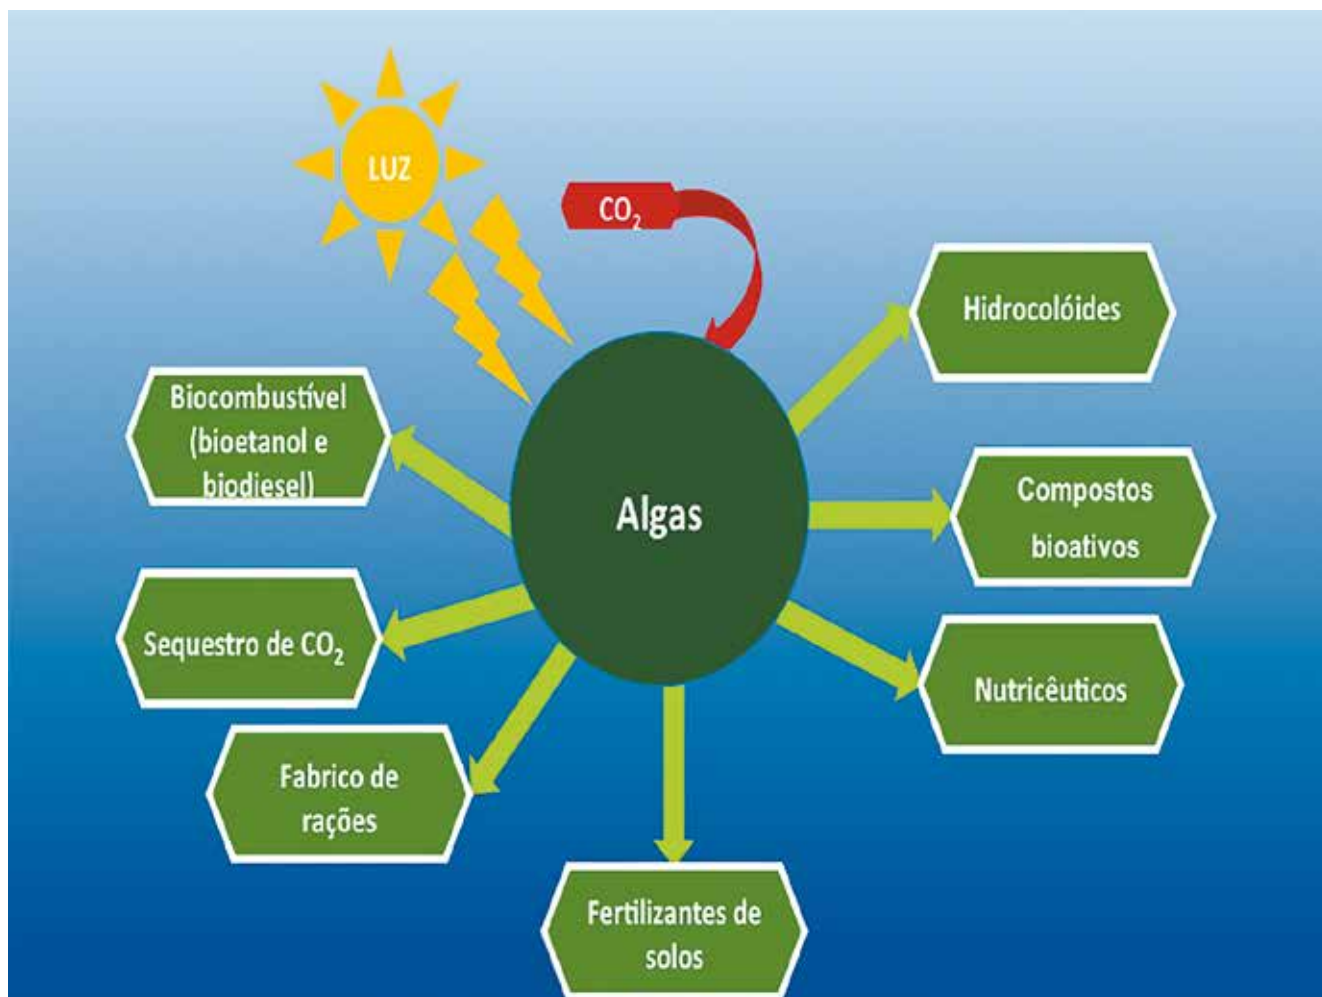 LUZ
CO₂
Hidrocolóides
Biocombustível
(bioetanol e
biodiesel)
Algas
Compostos
bioativos
Sequestro de CO₂
Nutricêuticos
Fabrico de
rações
Fertilizantes de
solos